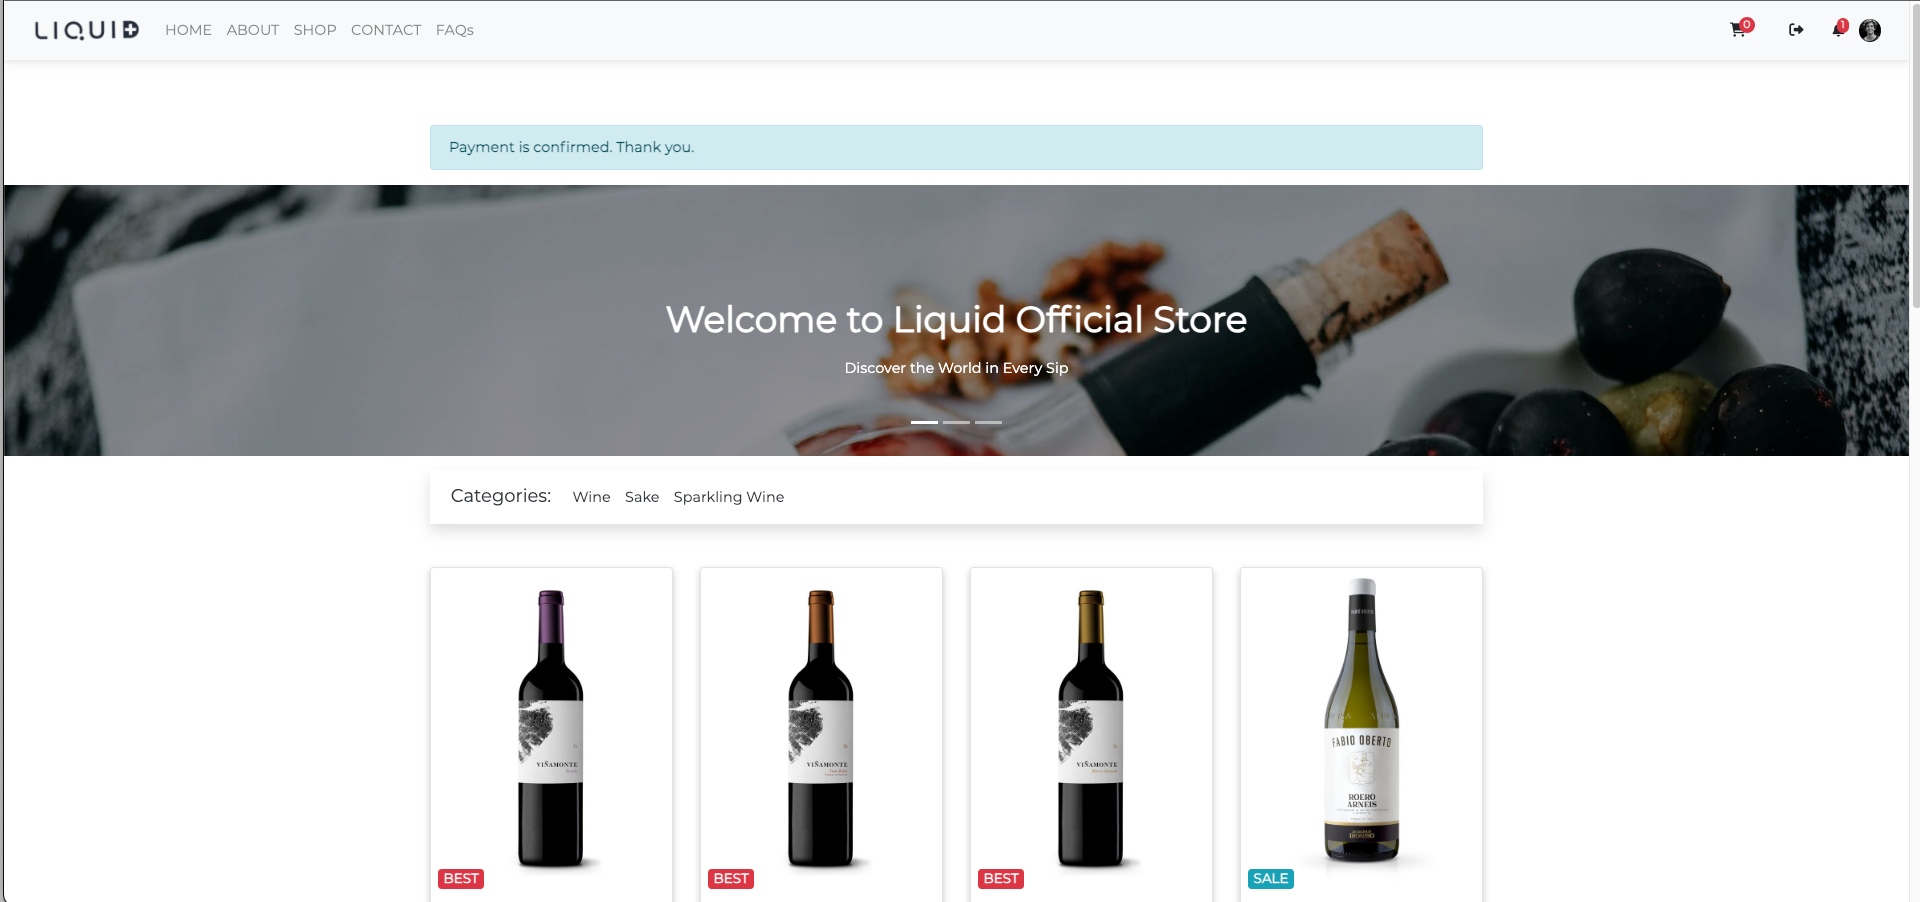 LIQUID
HOME ABOUT SHOP CONTACT FAQs
0
1
Payment is confirmed. Thank you.
Welcome to Liquid Official Store
Discover the World in Every Sip
Categories: Wine Sake Sparkling Wine
VIÑAMONTE
VIÑAMONTE
VIÑAMONTE
FABIO OBERTO
ROERO
ARNEIS
BEST
BEST
BEST
SALE